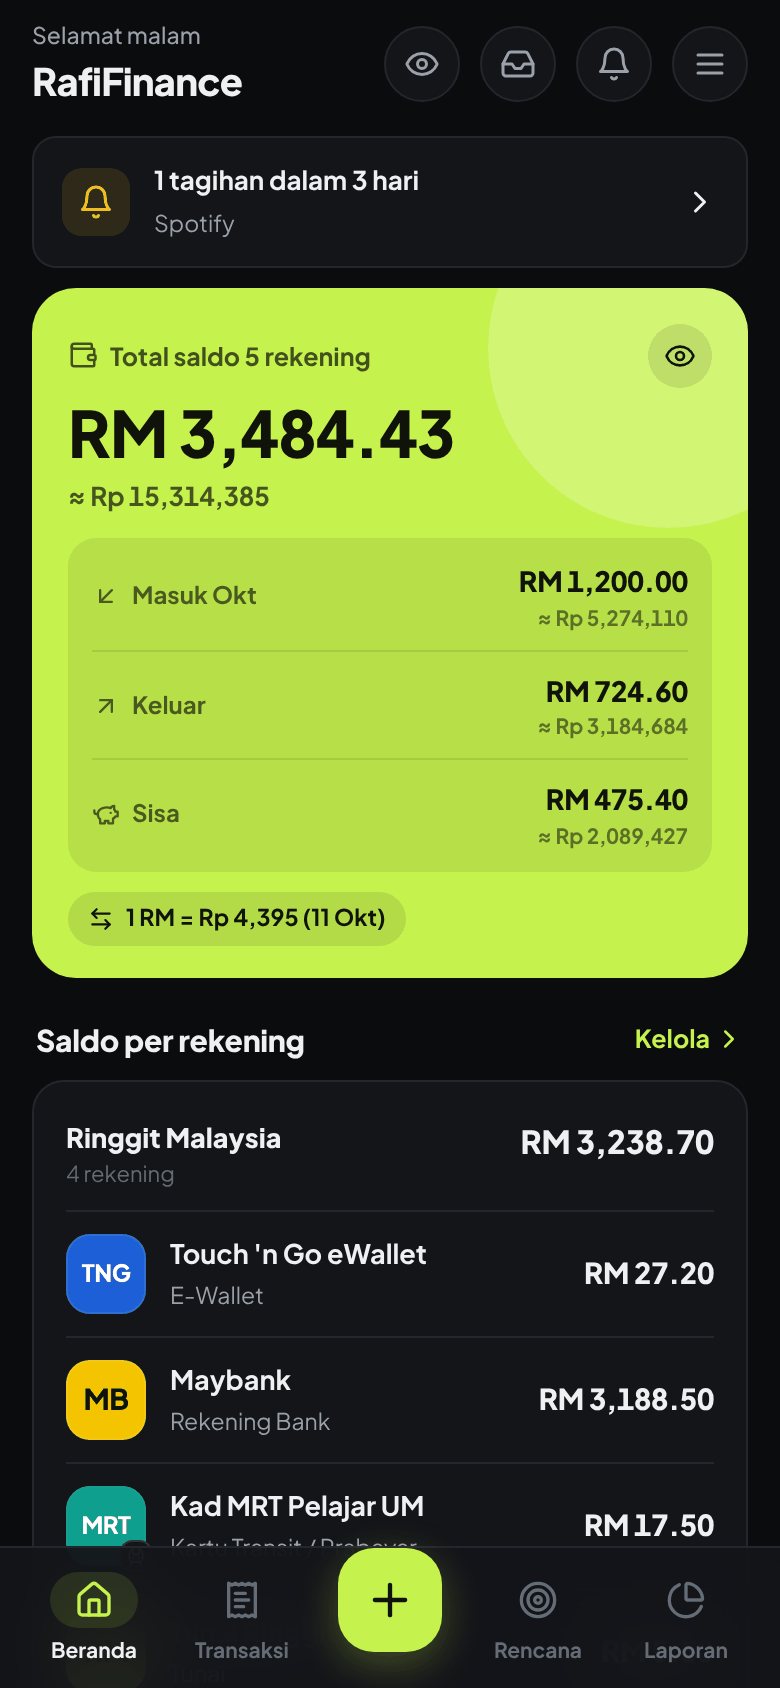 Selamat malam
RafiFinance
1 tagihan dalam 3 hari
Spotify
Total saldo 5 rekening
RM 3,484.43
≈ Rp 15,314,385
Masuk Okt
RM 1,200.00
≈ Rp 5,274,110
Keluar
RM 724.60
≈ Rp 3,184,684
Sisa
RM 475.40
≈ Rp 2,089,427
1 RM = Rp 4,395 (11 Okt)
Saldo per rekening
Kelola
Ringgit Malaysia
RM 3,238.70
4 rekening
TNG
Touch 'n Go eWallet
E-Wallet
RM 27.20
MB
Maybank
Rekening Bank
RM 3,188.50
MRT
Kad MRT Pelajar UM
Kartu Transit / Prabayar
RM 17.50
Beranda
Transaksi
Rencana
Laporan